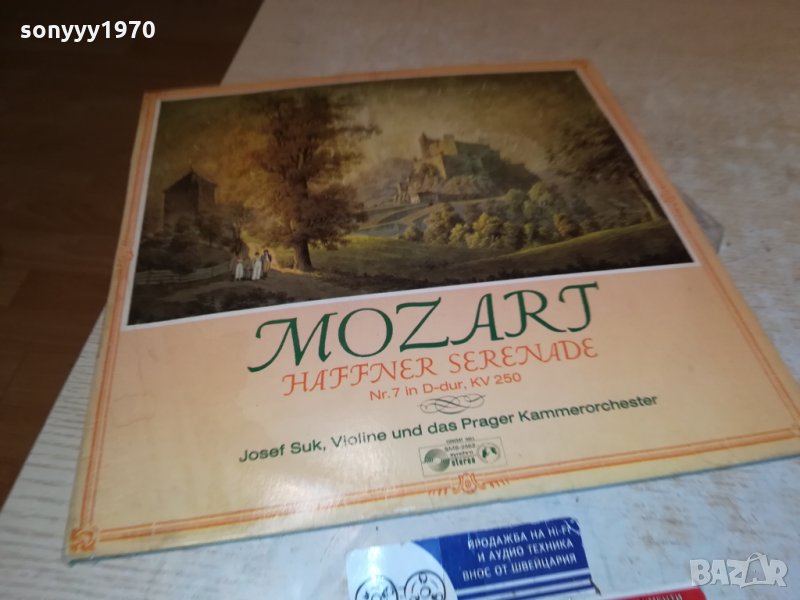 sonyyy1970
MOZART
HAFFNER SERENADE
Nr. 7 in D-dur, KV 250
Josef Suk, Violine und das Prager Kammerorchester
stereo
ПРОДАЖБА НА HI-FI
И АУДИО ТЕХНИКА
ВНОС ОТ ШВЕЙЦАРИЯ
BAZAR